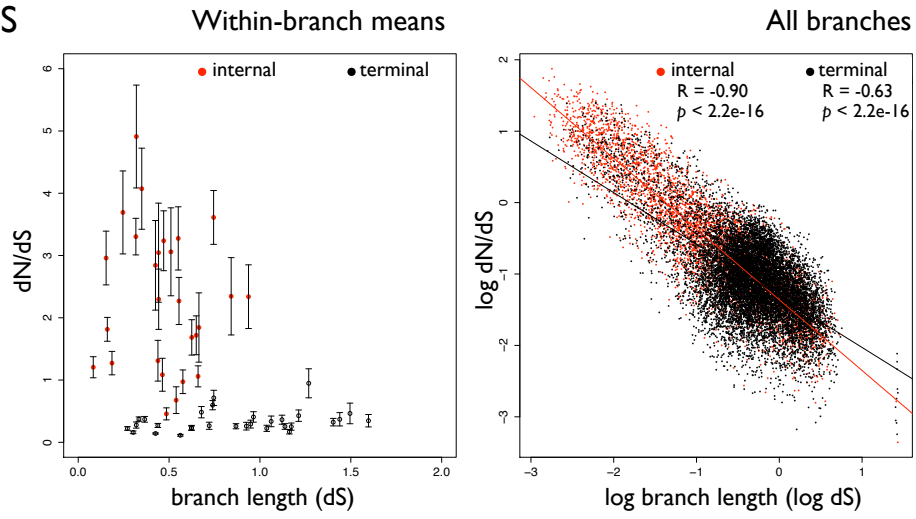 S
Within-branch means
All branches
internal
terminal
6
5
4
3
2
1
0
dN/dS
0.0
0.5
1.0
1.5
2.0
branch length (dS)
internal
R = -0.90
p < 2.2e-16
terminal
R = -0.63
p < 2.2e-16
2
1
0
-1
-2
-3
log dN/dS
-3
-2
-1
0
1
log branch length (log dS)